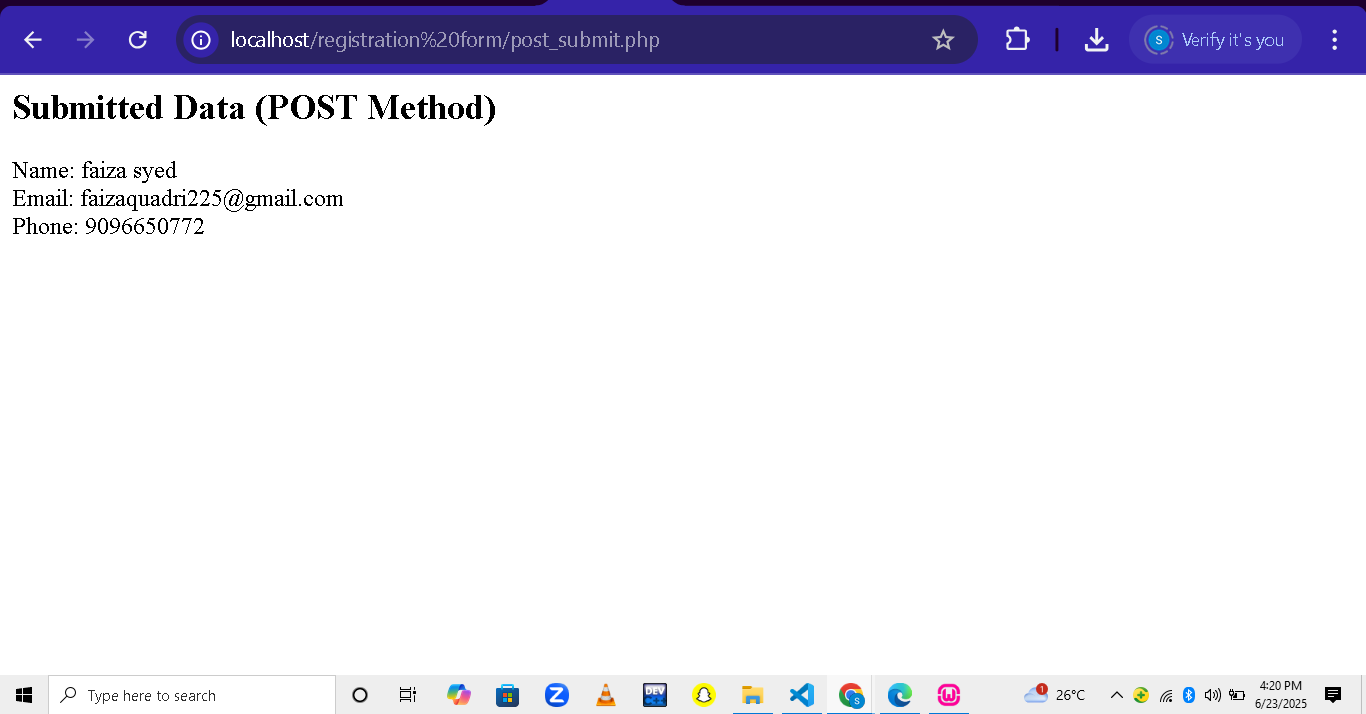 localhost/registration%20form/post_submit.php
S
Verify it's you
Submitted Data (POST Method)
Name: faiza syed
Email: faizaquadri225@gmail.com
Phone: 9096650772
Type here to search
Z
DEV
S
W
1
26°C
4:20 PM
6/23/2025